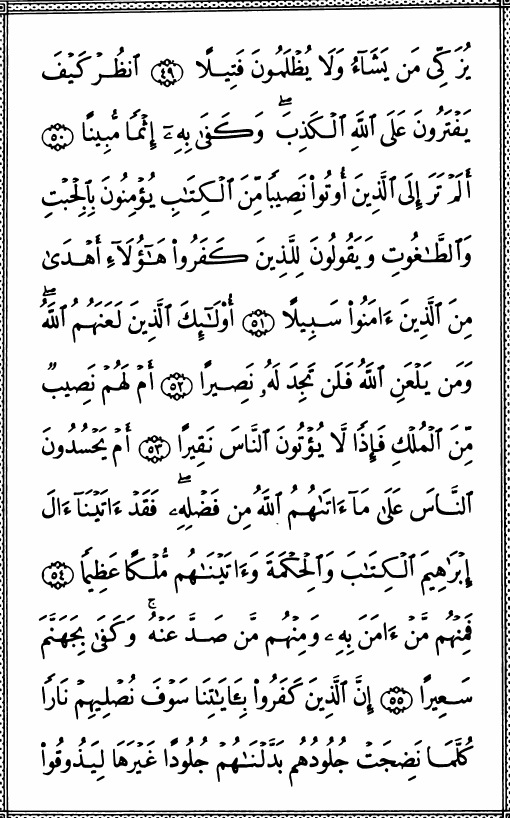 يُزَكِّى مَن يَشَآءُ وَلَا يُظْلَمُونَ فَتِيلًا ٤٩ ٱنظُرْ كَيْفَ
يَفْتَرُونَ عَلَى ٱللَّهِ ٱلْكَذِبَ ۖ وَكَفَىٰ بِهِۦٓ إِثْمًا مُّبِينًا ٥٠
أَلَمْ تَرَ إِلَى ٱلَّذِينَ أُوتُوا۟ نَصِيبًا مِّنَ ٱلْكِتَـٰبِ يُؤْمِنُونَ بِٱلْجِبْتِ
وَٱلطَّـٰغُوتِ وَيَقُولُونَ لِلَّذِينَ كَفَرُوا۟ هَـٰٓؤُلَآءِ أَهْدَىٰ
مِنَ ٱلَّذِينَ ءَامَنُوا۟ سَبِيلًا ٥١ أُو۟لَـٰٓئِكَ ٱلَّذِينَ لَعَنَهُمُ ٱللَّهُ ۖ
وَمَن يَلْعَنِ ٱللَّهُ فَلَن تَجِدَ لَهُۥ نَصِيرًا ٥٢ أَمْ لَهُمْ نَصِيبٌ
مِّنَ ٱلْمُلْكِ فَإِذًا لَّا يُؤْتُونَ ٱلنَّاسَ نَقِيرًا ٥٣ أَمْ يَحْسُدُونَ
ٱلنَّاسَ عَلَىٰ مَآ ءَاتَىٰهُمُ ٱللَّهُ مِن فَضْلِهِۦ ۖ فَقَدْ ءَاتَيْنَآ ءَالَ
إِبْرَٰهِيمَ ٱلْكِتَـٰبَ وَٱلْحِكْمَةَ وَءَاتَيْنَـٰهُم مُّلْكًا عَظِيمًا ٥٤
فَمِنْهُم مَّنْ ءَامَنَ بِهِۦ وَمِنْهُم مَّن صَدَّ عَنْهُ ۚ وَكَفَىٰ بِجَهَنَّمَ
سَعِيرًا ٥٥ إِنَّ ٱلَّذِينَ كَفَرُوا۟ بِـَٔايَـٰتِنَا سَوْفَ نُصْلِيهِمْ نَارًا
كُلَّمَا نَضِجَتْ جُلُودُهُم بَدَّلْنَـٰهُمْ جُلُودًا غَيْرَهَا لِيَذُوقُوا۟